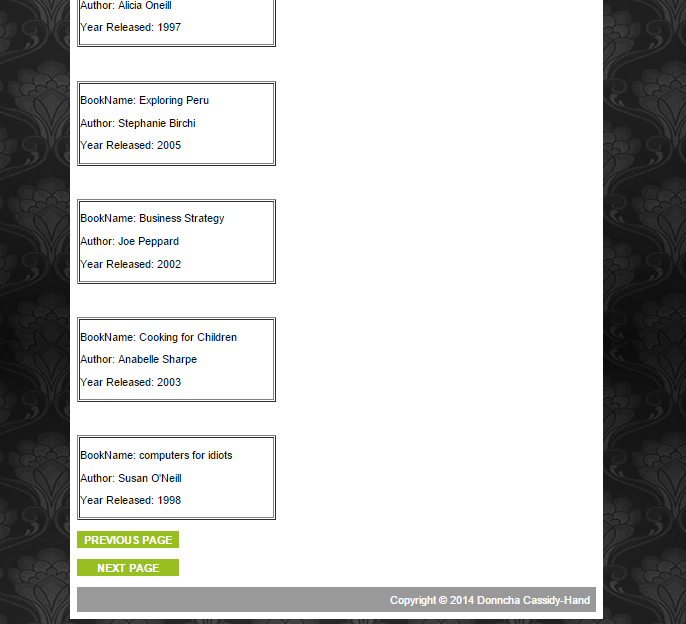 Author: Alicia Oneill
Year Released: 1997
BookName: Exploring Peru
Author: Stephanie Birchi
Year Released: 2005
BookName: Business Strategy
Author: Joe Peppard
Year Released: 2002
BookName: Cooking for Children
Author: Anabelle Sharpe
Year Released: 2003
BookName: computers for idiots
Author: Susan O'Neill
Year Released: 1998
PREVIOUS PAGE
NEXT PAGE
Copyright © 2014 Donncha Cassidy-Hand